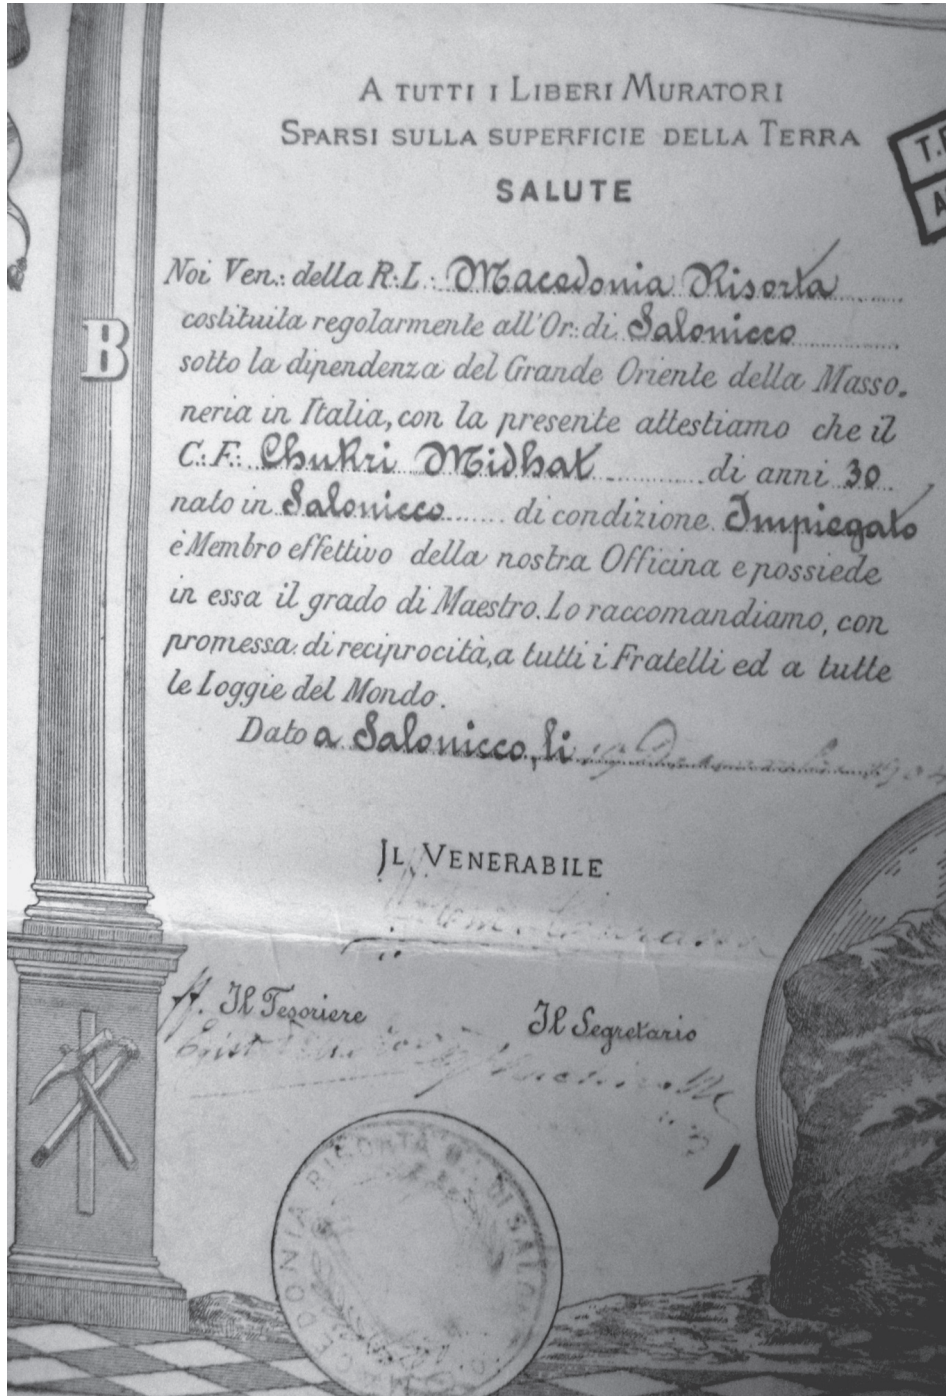 A TUTTI I LIBERI MURATORI
SPARSI SULLA SUPERFICIE DELLA TERRA
SALUTE
Noi Ven.: della R:L: Macedonia Risorta
costituita regolarmente all'Or: di Salonicco
sotto la dipendenza del Grande Oriente della Masso.
neria in Italia, con la presente attestiamo che il
C:F: Chukri Midhat di anni 30
nato in Salonicco di condizione Impiegato
è Membro effettivo della nostra Officina e possiede
in essa il grado di Maestro. Lo raccomandiamo, con
promessa di reciprocità, a tutti i Fratelli ed a tutte
le Loggie del Mondo.
Dato a Salonicco, li
IL VENERABILE
Il Tesoriere
Il Segretario
B
MACEDONIA RISORTA